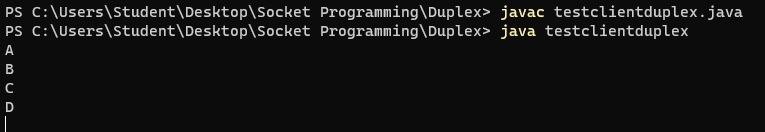 PS C:\Users\Student\Desktop\Socket Programming\Duplex> javac testclientduplex.java
PS C:\Users\Student\Desktop\Socket Programming\Duplex> java testclientduplex
A
B
C
D